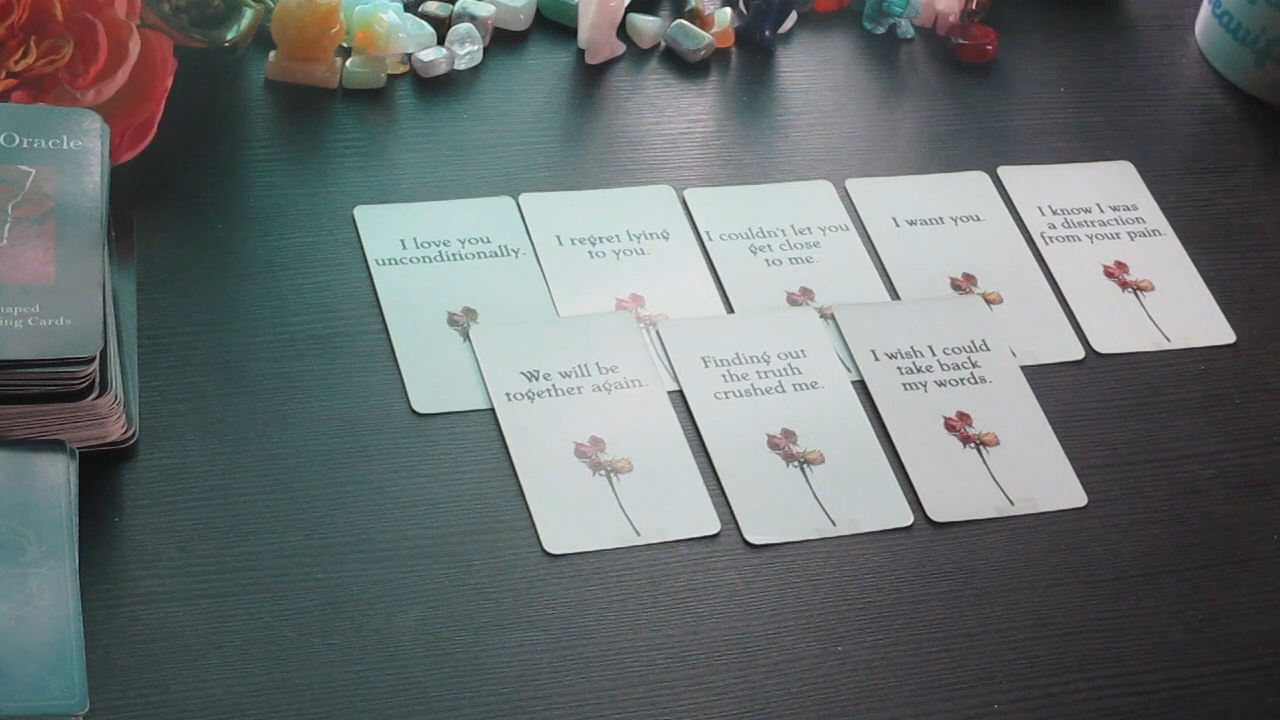 Oracle
ing Cards
I love you
unconditionally.
I regret lying
to you.
I couldn't let you
get close
to me.
I want you.
I know I was
a distraction
from your pain.
We will be
together again.
Finding out
the truth
crushed me.
I wish I could
take back
my words.